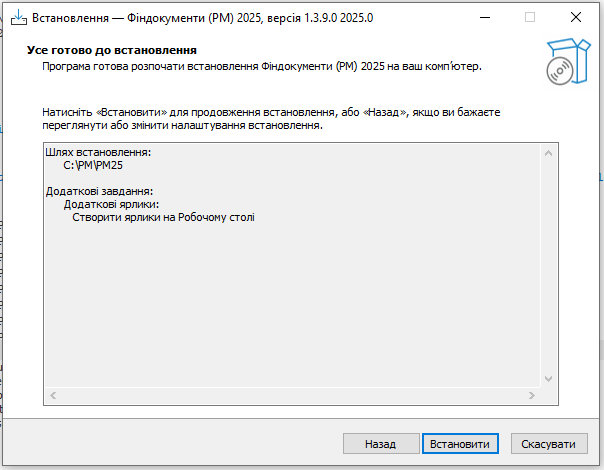 Встановлення — Фіндокументи (РМ) 2025, версія 1.3.9.0 2025.0
Усе готово до встановлення
Програма готова розпочати встановлення Фіндокументи (РМ) 2025 на ваш комп’ютер.
Натисніть «Встановити» для продовження встановлення, або «Назад», якщо ви бажаєте
переглянути або змінити налаштування встановлення.
Шлях встановлення:
C:\PM\PM25
Додаткові завдання:
Додаткові ярлики:
Створити ярлики на Робочому столі
Назад
Встановити
Скасувати